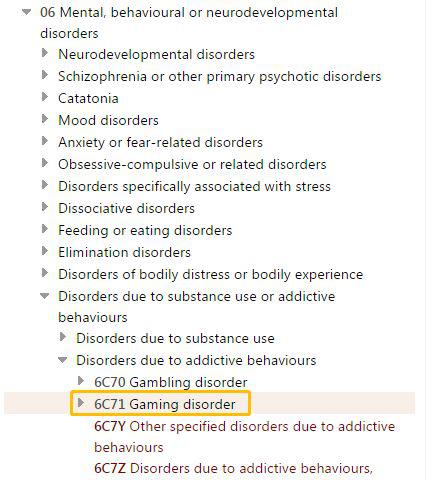 06 Mental, behavioural or neurodevelopmental
disorders
Neurodevelopmental disorders
Schizophrenia or other primary psychotic disorders
Catatonia
Mood disorders
Anxiety or fear-related disorders
Obsessive-compulsive or related disorders
Disorders specifically associated with stress
Dissociative disorders
Feeding or eating disorders
Elimination disorders
Disorders of bodily distress or bodily experience
Disorders due to substance use or addictive
behaviours
Disorders due to substance use
Disorders due to addictive behaviours
6C70 Gambling disorder
6C71 Gaming disorder
6C7Y Other specified disorders due to addictive
behaviours
6C7Z Disorders due to addictive behaviours,